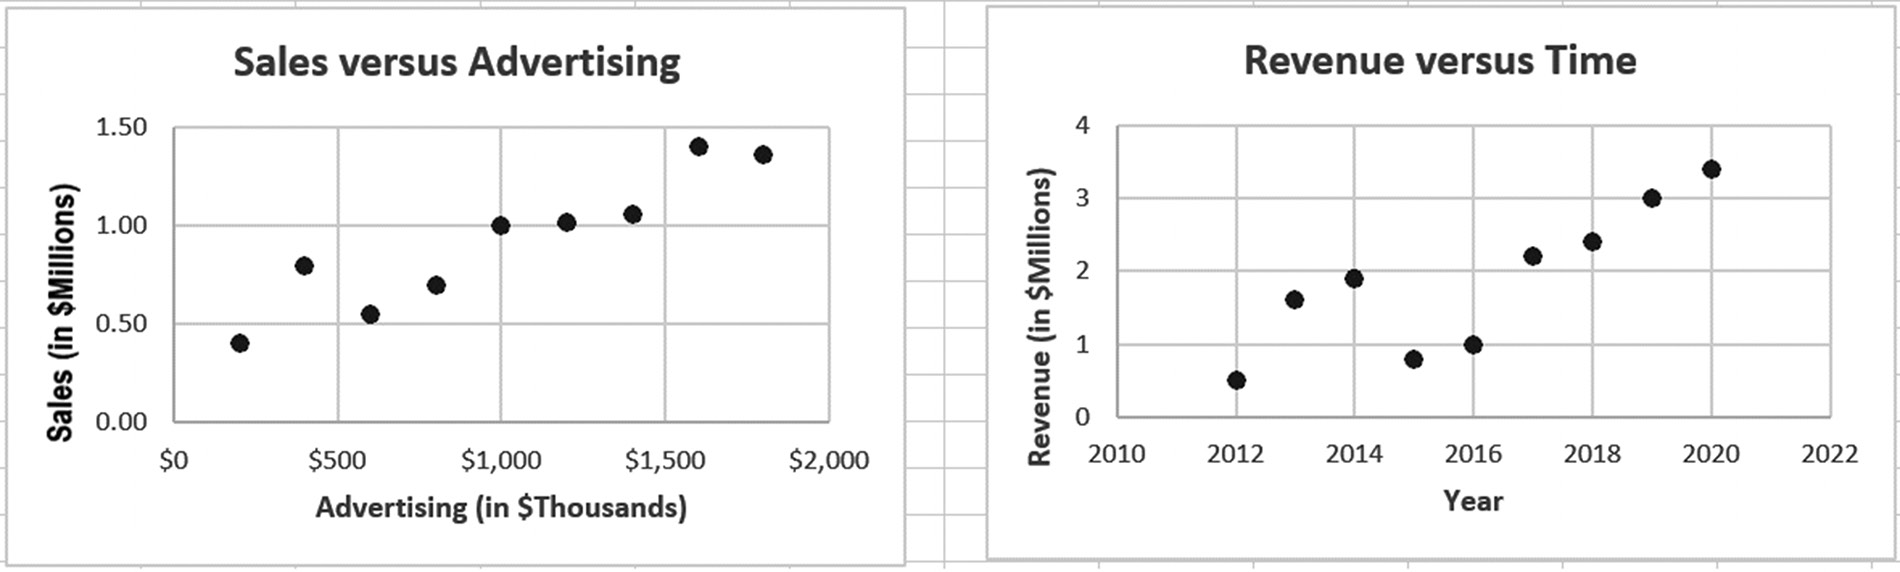 Sales versus Advertising
Sales (in $Millions)
1.50
1.00
0.50
0.00
$0 $500 $1,000 $1,500 $2,000
Advertising (in $Thousands)
Revenue versus Time
Revenue (in $Millions)
4
3
2
1
0
2010 2012 2014 2016 2018 2020 2022
Year